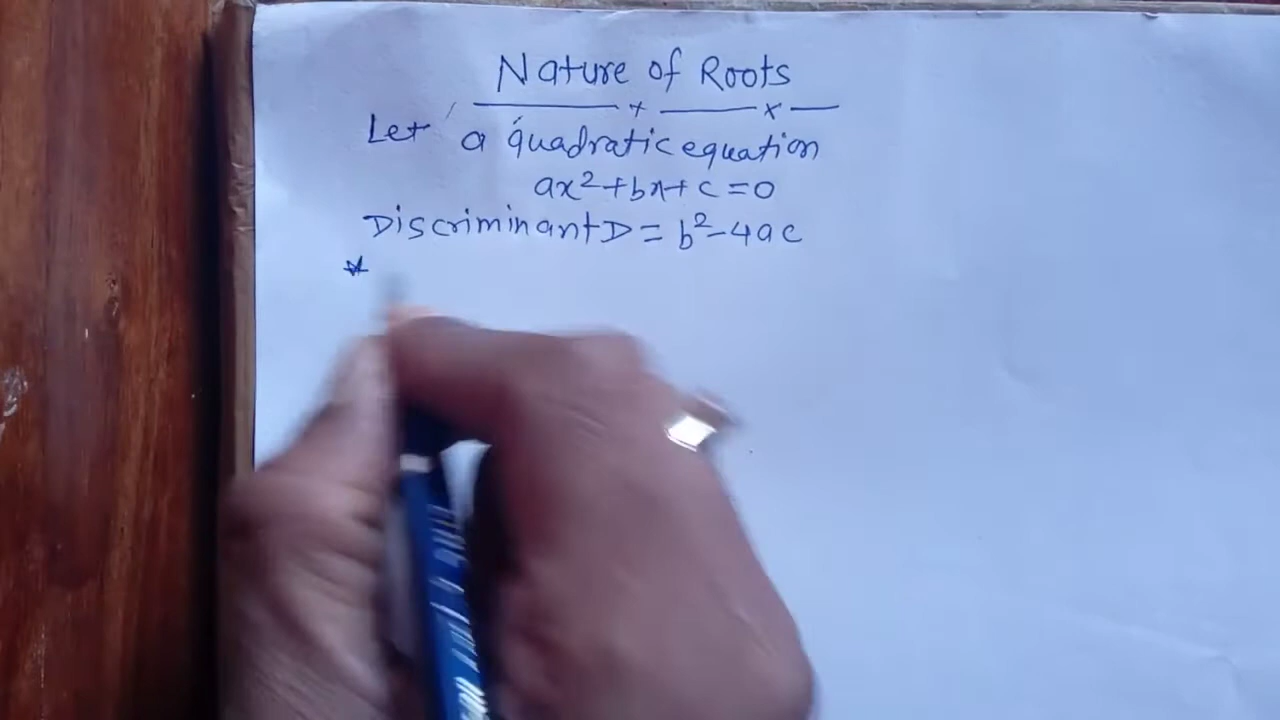 Nature of Roots
Let a quadratic equation
ax²+bx+c=0
Discriminant D = b²-4ac